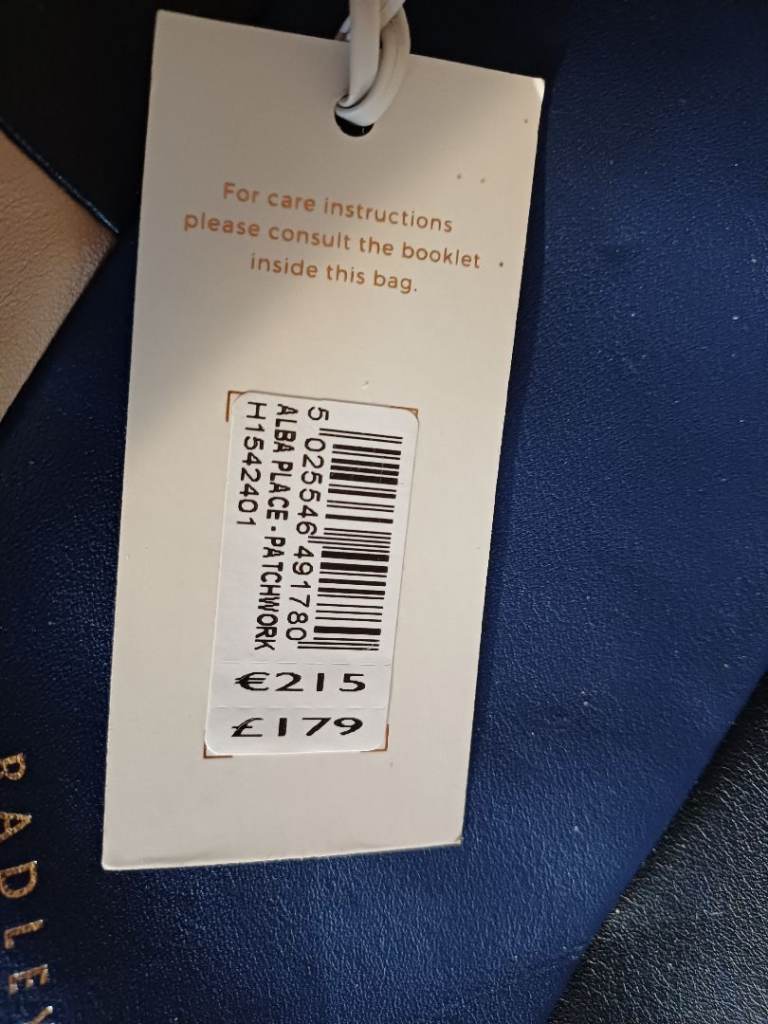 For care instructions
please consult the booklet
inside this bag.
5 025546 491780
ALBA PLACE - PATCHWORK
H1542401
€215
£179
RADLEY